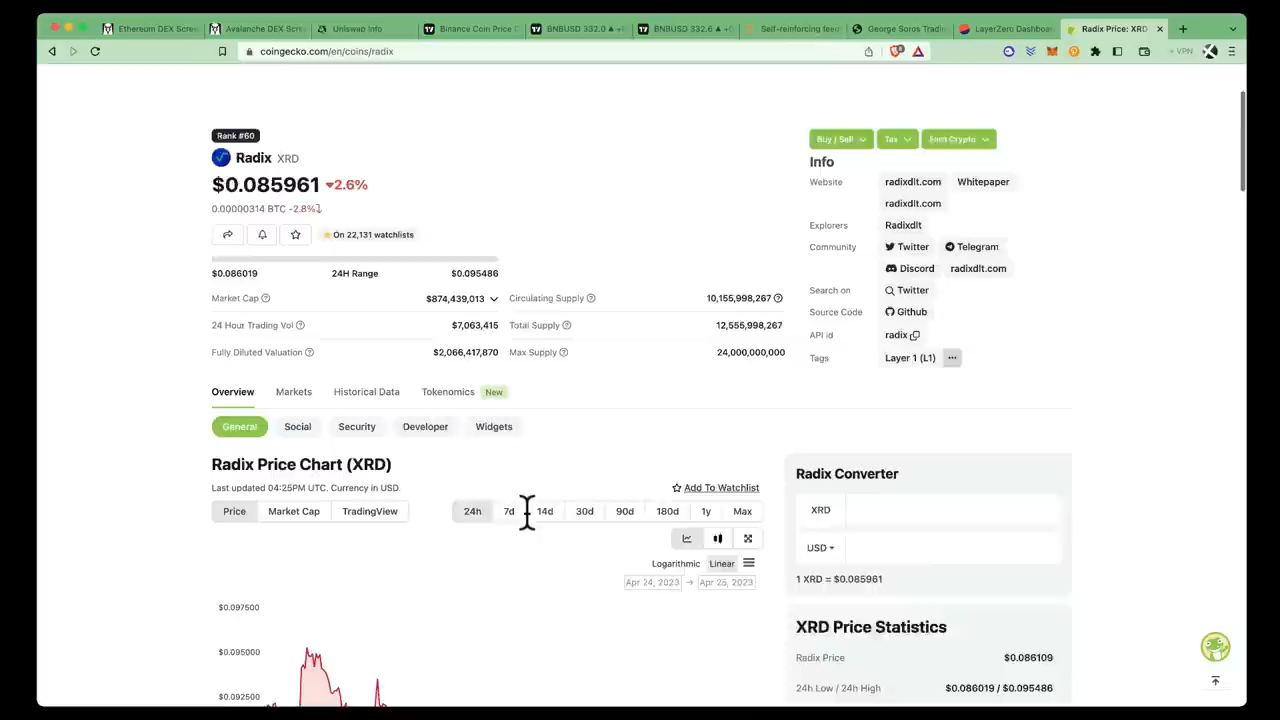 Ethereum DEX Scre
Avalanche DEX Scre
Uniswap Info
Binance Coin Price C
BNBUSD 332.0 ▲ +
BNBUSD 332.6 ▲ +
Self-reinforcing feed
George Soros Tradi
LayerZero Dashboa
Radix Price: XRD
coingecko.com/en/coins/radix
VPN
Rank #60
Radix XRD
$0.085961 ▼2.6%
0.00000314 BTC -2.8%
On 22,131 watchlists
$0.086019 24H Range $0.095486
Market Cap $874,439,013
Circulating Supply 10,155,998,267
24 Hour Trading Vol $7,063,415
Total Supply 12,555,998,267
Fully Diluted Valuation $2,066,417,870
Max Supply 24,000,000,000
Buy / Sell Tax Earn Crypto
Info
Website radixdlt.com Whitepaper
radixdlt.com
Explorers Radixdlt
Community Twitter Telegram
Discord radixdlt.com
Search on Twitter
Source Code Github
API id radix
Tags Layer 1 (L1) ...
Overview Markets Historical Data Tokenomics New
General Social Security Developer Widgets
Radix Price Chart (XRD)
Last updated 04:25PM UTC. Currency in USD.
Add To Watchlist
Price Market Cap TradingView
24h 7d 14d 30d 90d 180d 1y Max
Logarithmic Linear
Apr 24, 2023 → Apr 25, 2023
$0.097500
$0.095000
$0.092500
Radix Converter
XRD
USD
1 XRD = $0.085961
XRD Price Statistics
Radix Price $0.086109
24h Low / 24h High $0.086019 / $0.095486